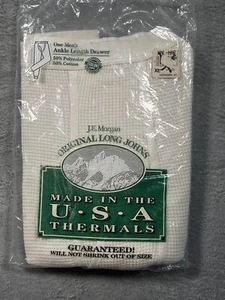 One Men's
Ankle Length Drawer
50% Polyester
50% Cotton
J.E. Morgan
ORIGINAL LONG JOHNS
MADE IN THE
U·S·A
THERMALS
GUARANTEED!
WILL NOT SHRINK OUT OF SIZE